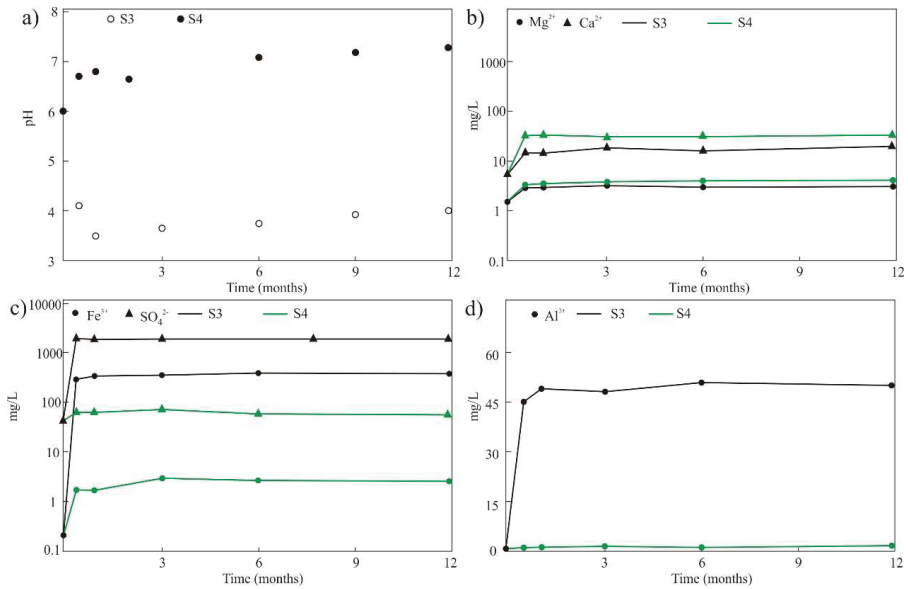 a)
S3
S4
8
7
6
5
4
3
pH
3
6
9
12
Time (months)
b)
Mg²⁺
Ca²⁺
S3
S4
1000
100
10
1
0.1
mg/L
3
6
9
12
Time (months)
c)
Fe³⁺
SO₄²⁻
S3
S4
10000
1000
100
10
1
0.1
mg/L
3
6
9
12
Time (months)
d)
Al³⁺
S3
S4
60
45
30
15
0
mg/L
3
6
9
12
Time (months)